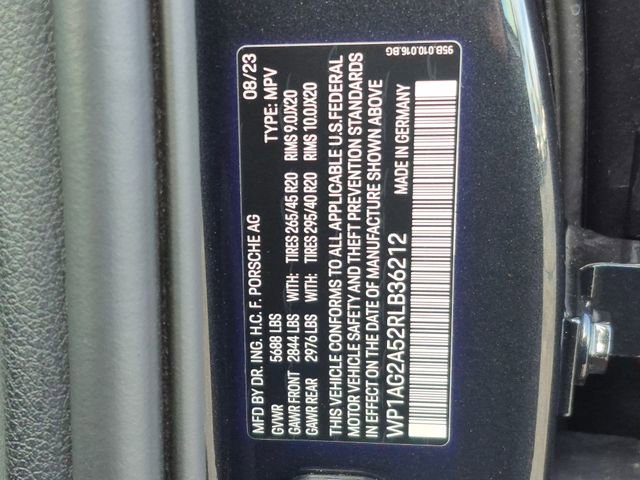 95B.010.016.BG
MFD BY DR. ING. H.C. F. PORSCHE AG 08/23
GVWR 5688 LBS TYPE: MPV
GAWR FRONT 2844 LBS WITH: TIRES 265/45 R20 RIMS 9.0JX20
GAWR REAR 2976 LBS WITH: TIRES 295/40 R20 RIMS 10.0JX20
THIS VEHICLE CONFORMS TO ALL APPLICABLE U.S. FEDERAL
MOTOR VEHICLE SAFETY AND THEFT PREVENTION STANDARDS
IN EFFECT ON THE DATE OF MANUFACTURE SHOWN ABOVE
WP1AG2A52RLB36212 MADE IN GERMANY